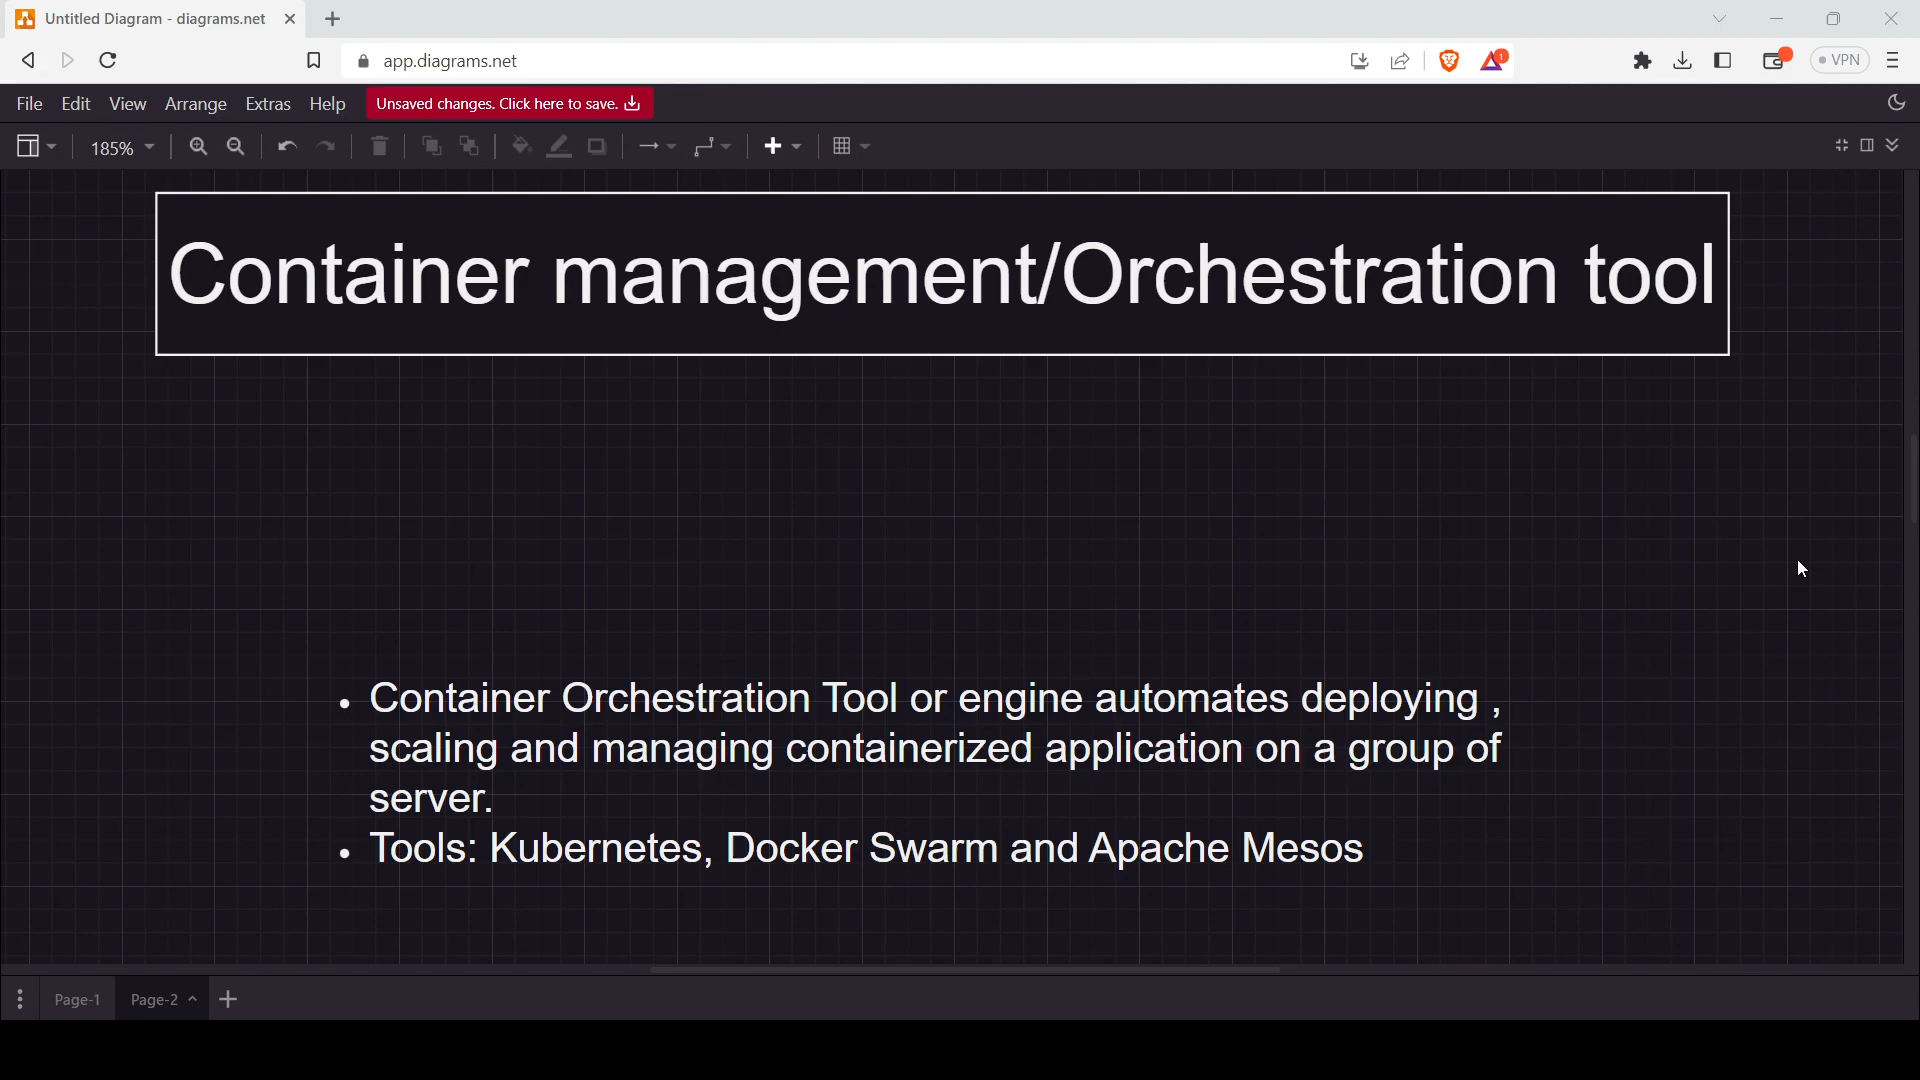 Untitled Diagram - diagrams.net
app.diagrams.net
1
VPN
File Edit View Arrange Extras Help Unsaved changes. Click here to save.
185%
Container management/Orchestration tool
• Container Orchestration Tool or engine automates deploying ,
scaling and managing containerized application on a group of
server.
• Tools: Kubernetes, Docker Swarm and Apache Mesos
Page-1 Page-2